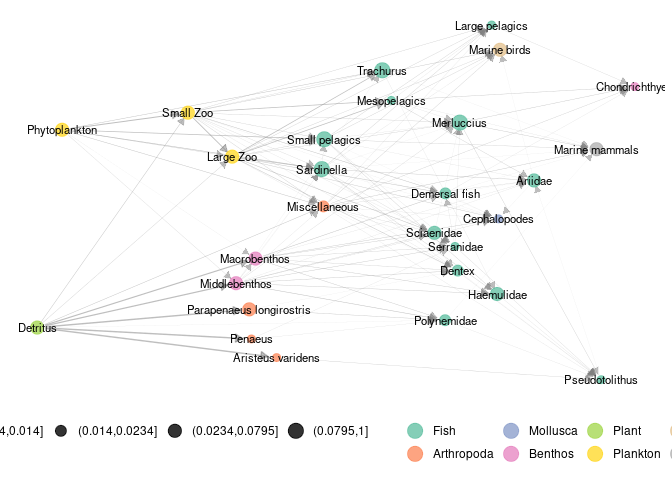 Large pelagics
Marine birds
Trachurus
Chondrichthye
Mesopelagics
Small Zoo
Merluccius
Phytoplankton
Small pelagics
Marine mammals
Large Zoo
Sardinella
Ariidae
Demersal fish
Miscellaneous
Cephalopodes
Sciaenidae
Serranidae
Macrobenthos
Dentex
Middlebenthos
Haemulidae
Parapenaeus longirostris
Polynemidae
Detritus
Penaeus
Aristeus varidens
Pseudotolithus
4,0.014] (0.014,0.0234] (0.0234,0.0795] (0.0795,1] Fish Mollusca Plant
Arthropoda Benthos Plankton